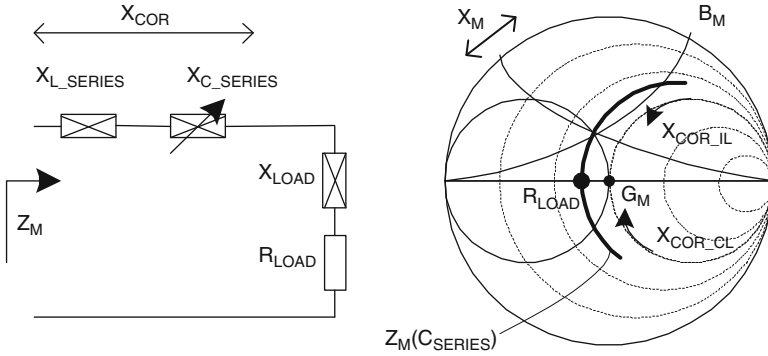 X_COR
X_L_SERIES
X_C_SERIES
X_LOAD
Z_M
R_LOAD
X_M
B_M
X_COR_IL
R_LOAD
G_M
X_COR_CL
Z_M(C_SERIES)